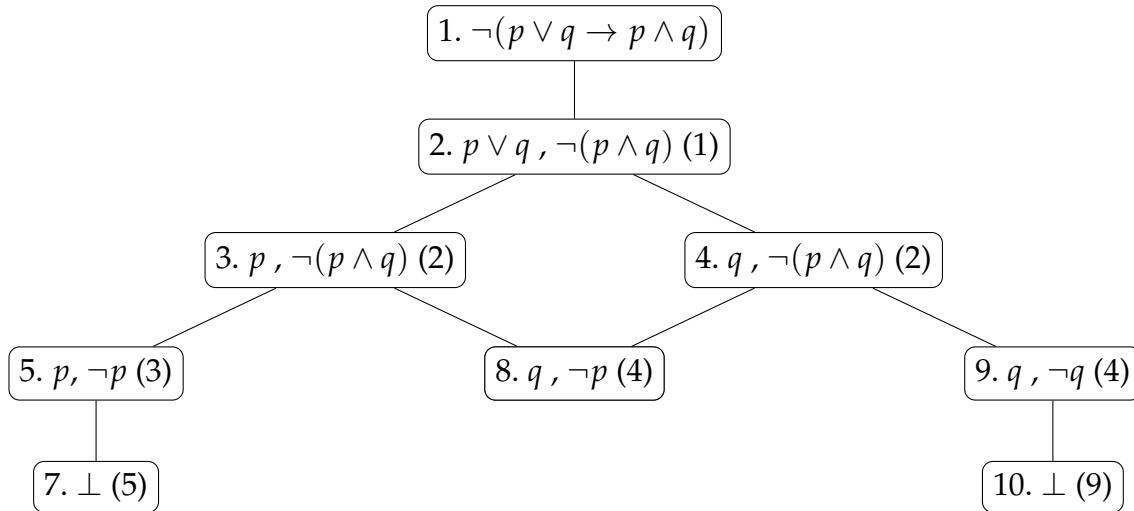 1. ¬(p ∨ q → p ∧ q)
2. p ∨ q , ¬(p ∧ q) (1)
3. p , ¬(p ∧ q) (2)
4. q , ¬(p ∧ q) (2)
5. p, ¬p (3)
8. q , ¬p (4)
9. q , ¬q (4)
7. ⊥ (5)
10. ⊥ (9)